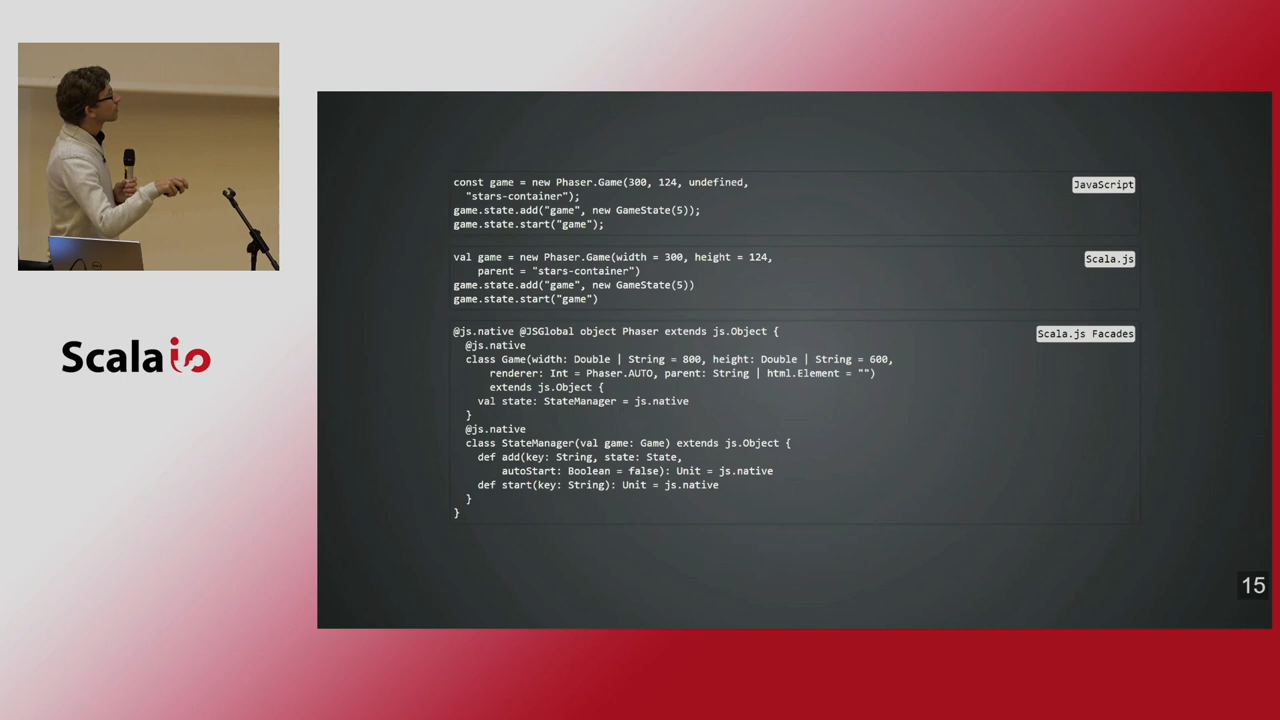 const game = new Phaser.Game(300, 124, undefined,
"stars-container");
game.state.add("game", new GameState(5));
game.state.start("game");
JavaScript
val game = new Phaser.Game(width = 300, height = 124,
parent = "stars-container")
game.state.add("game", new GameState(5))
game.state.start("game")
Scala.js
@js.native @JSGlobal object Phaser extends js.Object {
@js.native
class Game(width: Double | String = 800, height: Double | String = 600,
renderer: Int = Phaser.AUTO, parent: String | html.Element = "")
extends js.Object {
val state: StateManager = js.native
}
@js.native
class StateManager(val game: Game) extends js.Object {
def add(key: String, state: State,
autoStart: Boolean = false): Unit = js.native
def start(key: String): Unit = js.native
}
}
Scala.js Facades
Scala io
15